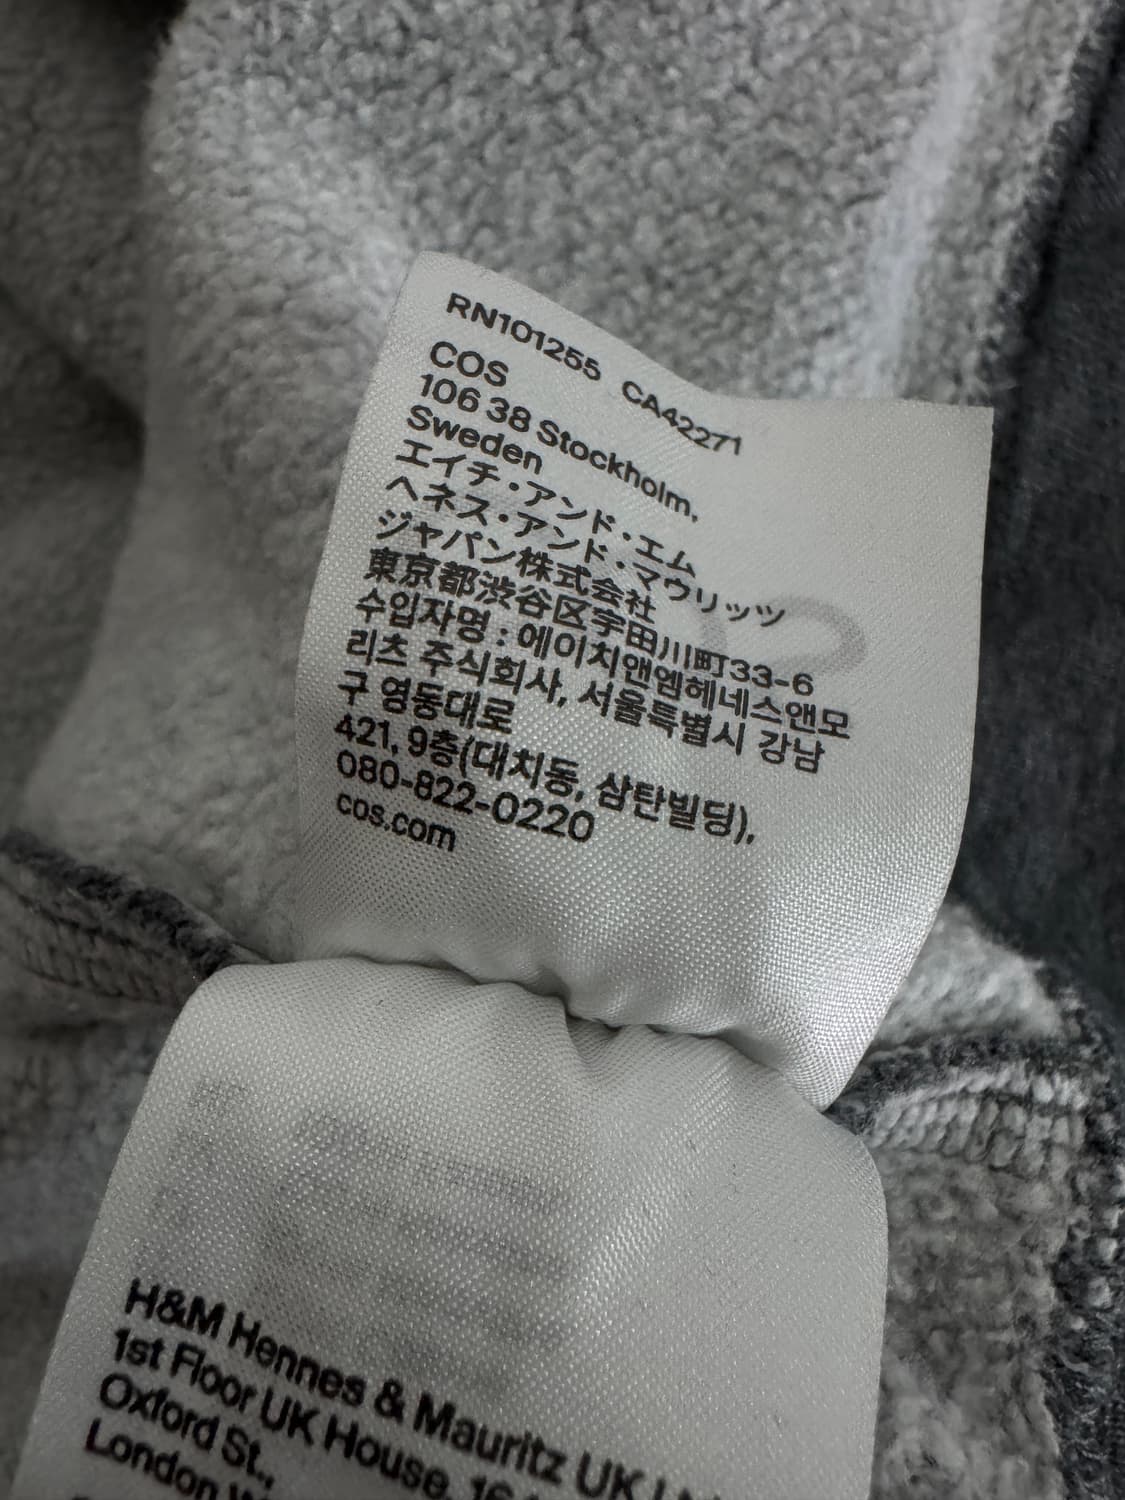 RN101255 CA42271
COS
106 38 Stockholm,
Sweden
エイチ・アンド・エム
ヘネス・アンド・マウリッツ
ジャパン株式会社
東京都渋谷区宇田川町33-6
수입자명 : 에이치앤엠헤네스앤모
리츠 주식회사, 서울특별시 강남
구 영동대로
421, 9층(대치동, 삼탄빌딩),
080-822-0220
cos.com
H&M Hennes & Mauritz UK
1st Floor UK House,
Oxford St.,
London